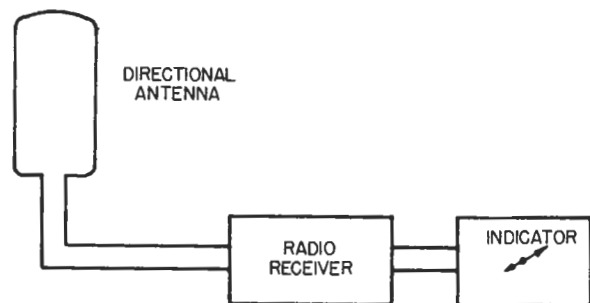 DIRECTIONAL
ANTENNA
RADIO
RECEIVER
INDICATOR